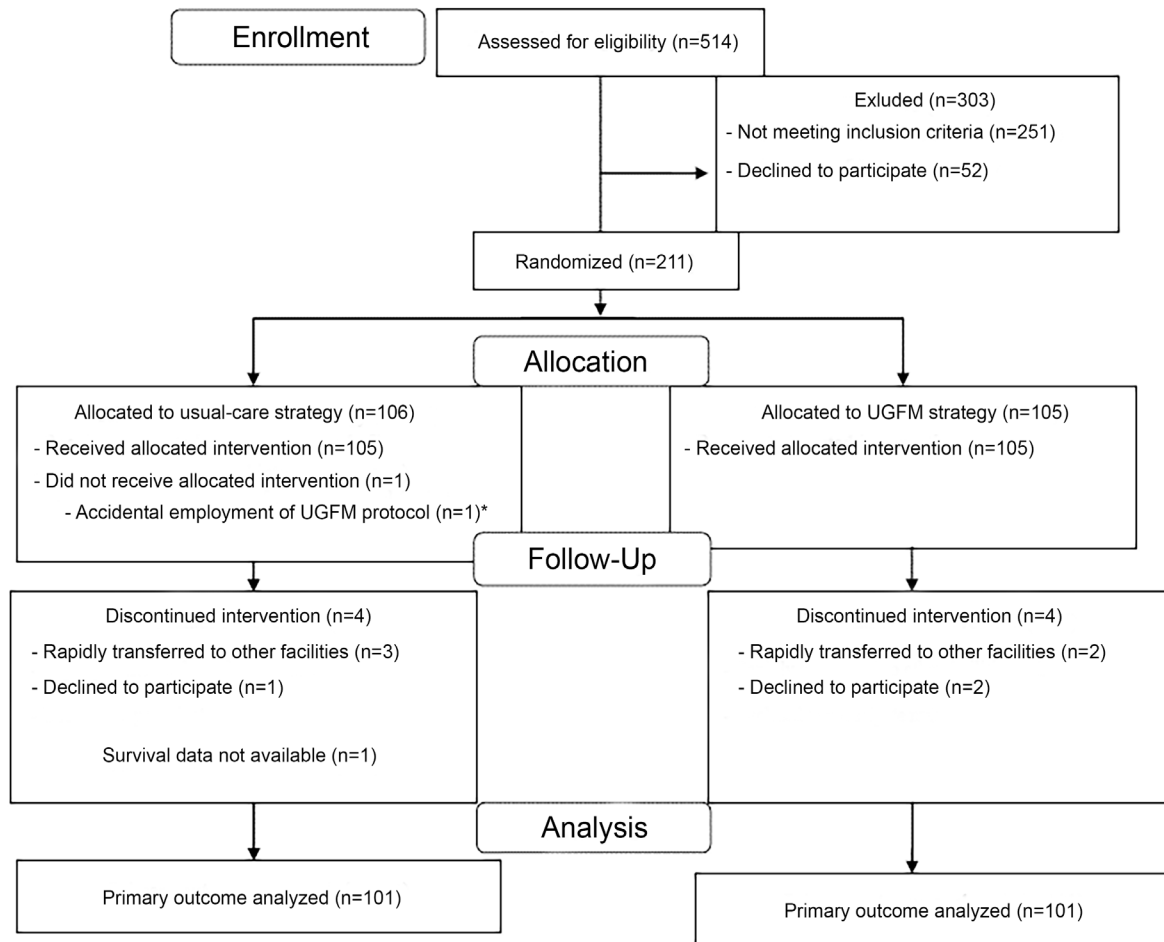 Enrollment
Assessed for eligibility (n=514)
Exluded (n=303)
- Not meeting inclusion criteria (n=251)
- Declined to participate (n=52)
Randomized (n=211)
Allocation
Allocated to usual-care strategy (n=106)
- Received allocated intervention (n=105)
- Did not receive allocated intervention (n=1)
- Accidental employment of UGFM protocol (n=1)*
Allocated to UGFM strategy (n=105)
- Received allocated intervention (n=105)
Follow-Up
Discontinued intervention (n=4)
- Rapidly transferred to other facilities (n=3)
- Declined to participate (n=1)
Survival data not available (n=1)
Discontinued intervention (n=4)
- Rapidly transferred to other facilities (n=2)
- Declined to participate (n=2)
Analysis
Primary outcome analyzed (n=101)
Primary outcome analyzed (n=101)